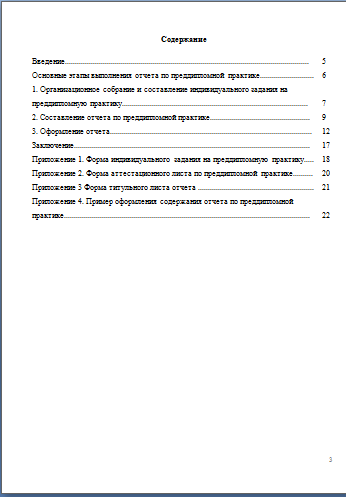 Содержание
Введение 5
Основные этапы выполнения отчета по преддипломной практике 6
1. Организационное собрание и составление индивидуального задания на
преддипломную практику 7
2. Составление отчета по преддипломной практике 9
3. Оформление отчета 12
Заключение 17
Приложение 1. Форма индивидуального задания на преддипломную практику 18
Приложение 2. Форма аттестационного листа по преддипломной практике 20
Приложение 3 Форма титульного листа отчета 21
Приложение 4. Пример оформления содержания отчета по преддипломной
практике 22
3